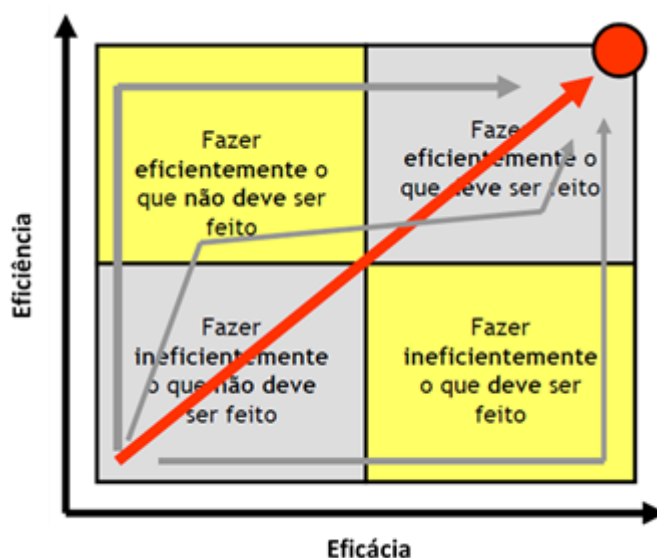 Eficiência
Fazer
eficientemente o
que não deve ser
feito
Fazer
eficientemente o
que deve ser feito
Fazer
ineficientemente
o que não deve
ser feito
Fazer
ineficientemente
o que deve ser
feito
Eficácia